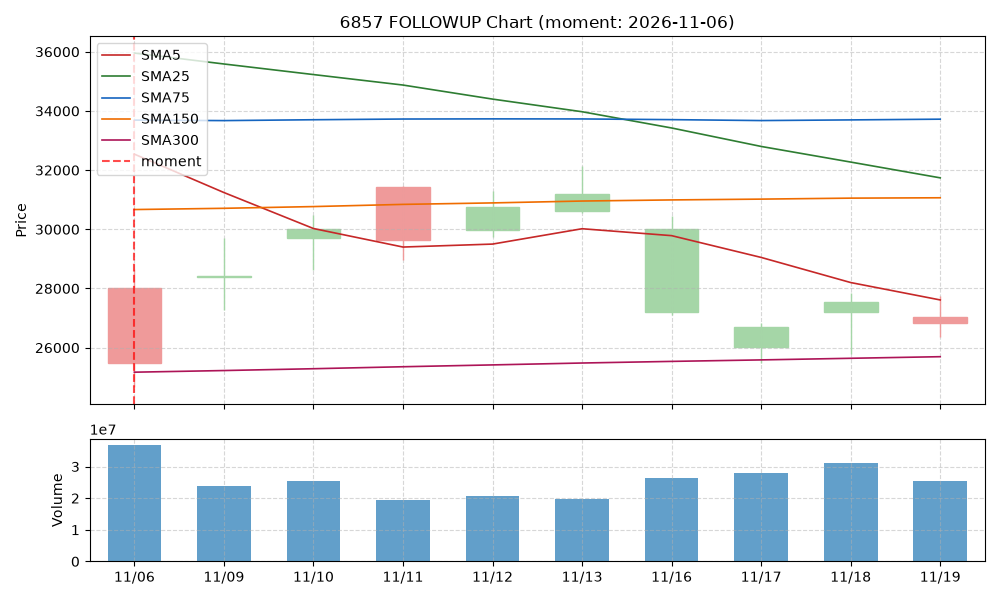 6857 FOLLOWUP Chart (moment: 2026-11-06)
SMA5
SMA25
SMA75
SMA150
SMA300
moment
Price
36000
34000
32000
30000
28000
26000
1e7
Volume
3
2
1
0
11/06 11/09 11/10 11/11 11/12 11/13 11/16 11/17 11/18 11/19